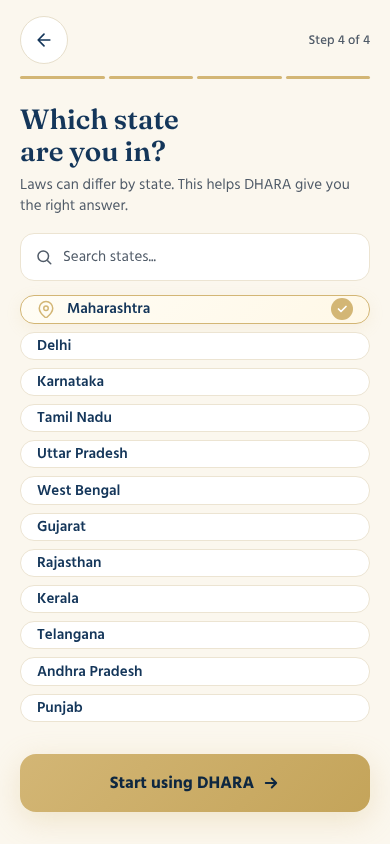 Step 4 of 4
Which state
are you in?
Laws can differ by state. This helps DHARA give you
the right answer.
Search states...
Maharashtra
Delhi
Karnataka
Tamil Nadu
Uttar Pradesh
West Bengal
Gujarat
Rajasthan
Kerala
Telangana
Andhra Pradesh
Punjab
Start using DHARA →